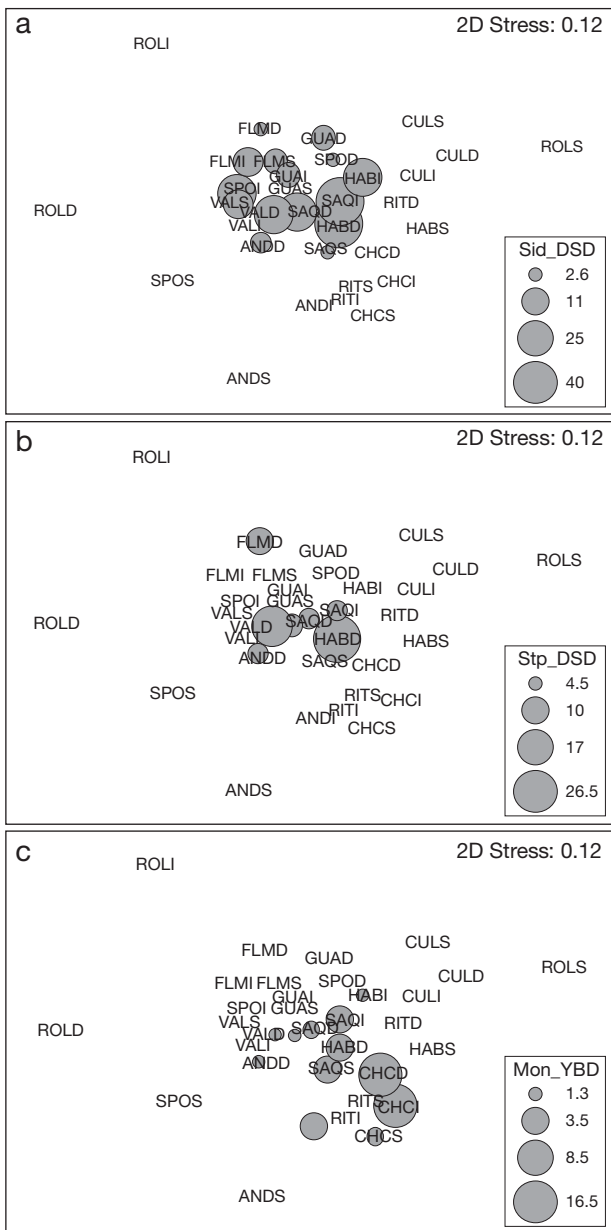 a
2D Stress: 0.12
ROLI
FLMD
GUAD
CULS
ROLS
FLMI
FLMS
SPOD
CULD
GUAI
HABI
CULI
SPOI
GUAS
VALS
SAQI
RITD
ROLD
VALD
SAQD
VALI
HABD
HABS
ANDD
SAQS
CHCD
SPOS
RITS
CHCI
ANDI
RITI
CHCS
ANDS
Sid_DSD
2.6
11
25
40
b
2D Stress: 0.12
ROLI
FLMD
GUAD
CULS
ROLS
FLMI
FLMS
SPOD
CULD
GUAI
HABI
CULI
SPOI
GUAS
VALS
SAQI
RITD
ROLD
VALD
SAQD
VALI
HABD
HABS
ANDD
SAQS
CHCD
SPOS
RITS
CHCI
ANDI
RITI
CHCS
ANDS
Stp_DSD
4.5
10
17
26.5
c
2D Stress: 0.12
ROLI
FLMD
GUAD
CULS
ROLS
FLMI
FLMS
SPOD
CULD
GUAI
HABI
CULI
SPOI
GUAS
VALS
SAQI
RITD
ROLD
VALD
SAQD
VALI
HABD
HABS
ANDD
SAQS
CHCD
SPOS
RITS
CHCI
RITI
CHCS
ANDS
Mon_YBD
1.3
3.5
8.5
16.5